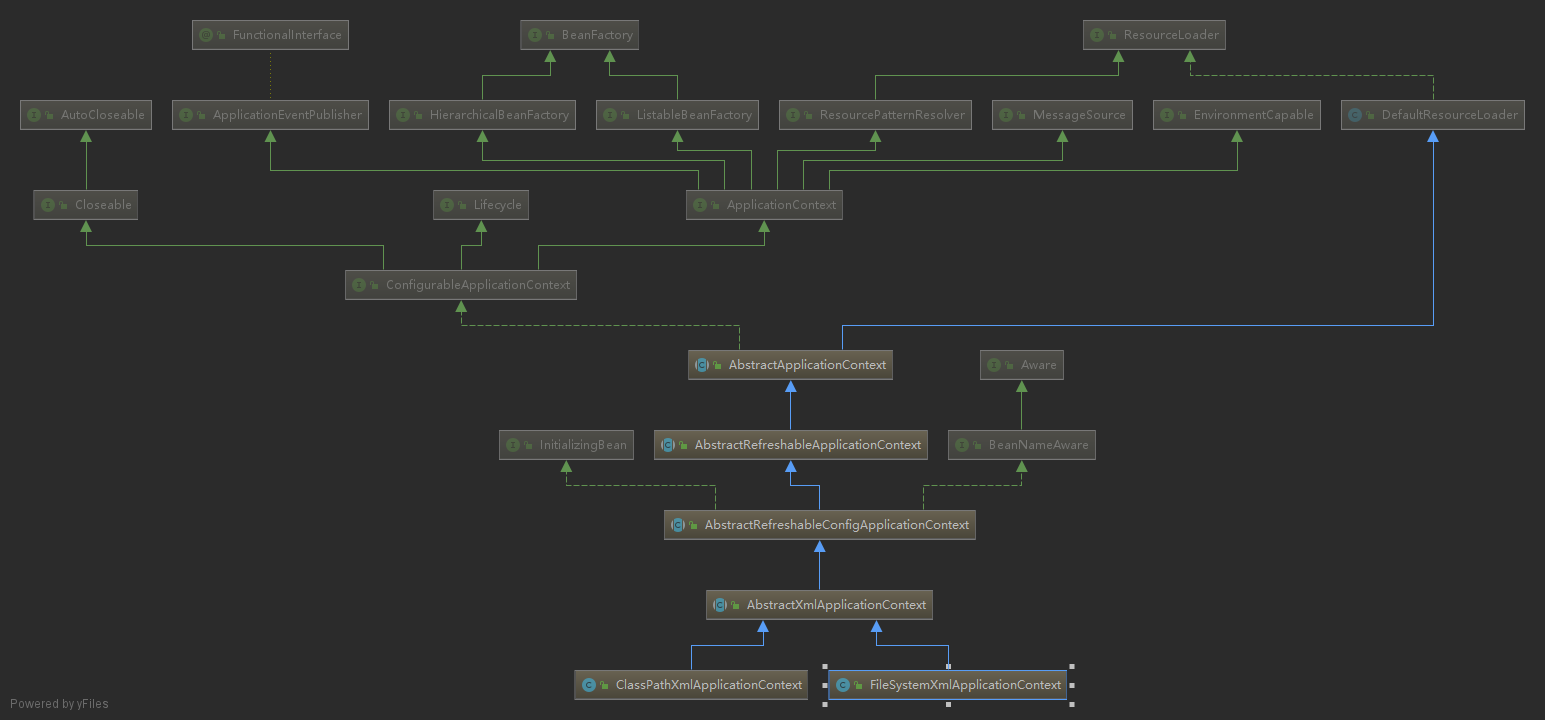 FunctionalInterface
BeanFactory
ResourceLoader
AutoCloseable
ApplicationEventPublisher
HierarchicalBeanFactory
ListableBeanFactory
ResourcePatternResolver
MessageSource
EnvironmentCapable
DefaultResourceLoader
Closeable
Lifecycle
ApplicationContext
ConfigurableApplicationContext
AbstractApplicationContext
Aware
InitializingBean
AbstractRefreshableApplicationContext
BeanNameAware
AbstractRefreshableConfigApplicationContext
AbstractXmlApplicationContext
ClassPathXmlApplicationContext
FileSystemXmlApplicationContext
Powered by yFiles